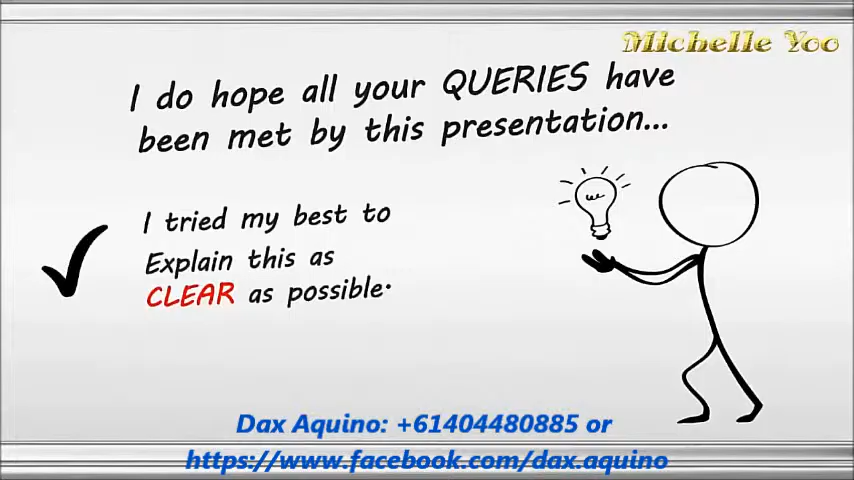 Michelle Yoo
I do hope all your QUERIES have
been met by this presentation...
I tried my best to
Explain this as
CLEAR as possible.
Dax Aquino: +61404480885 or
https://www.facebook.com/dax.aquino